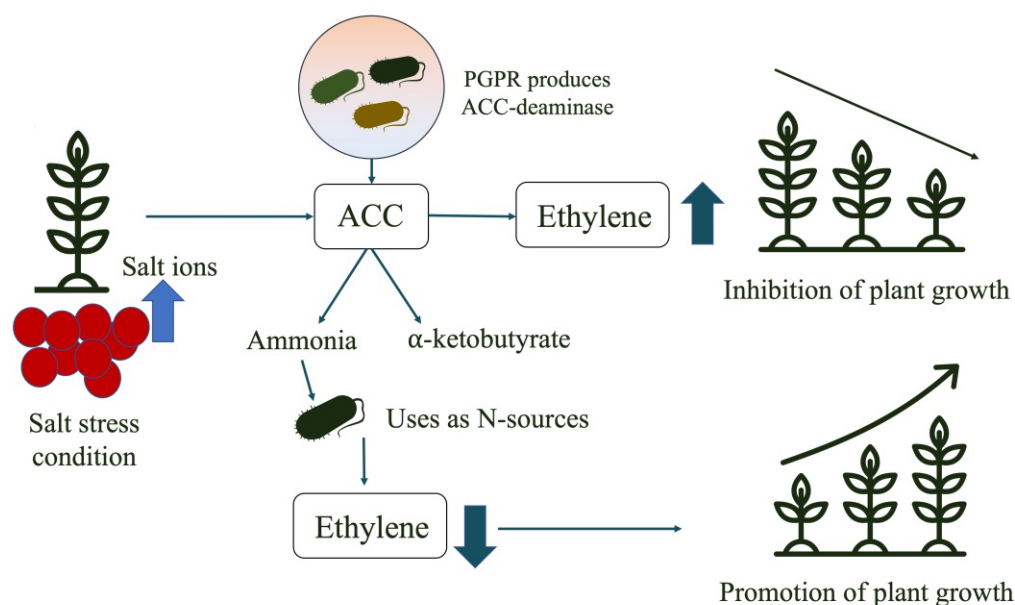 PGPR produces
ACC-deaminase
ACC
Ethylene
Salt ions
Inhibition of plant growth
Ammonia
α-ketobutyrate
Salt stress
condition
Uses as N-sources
Ethylene
Promotion of plant growth